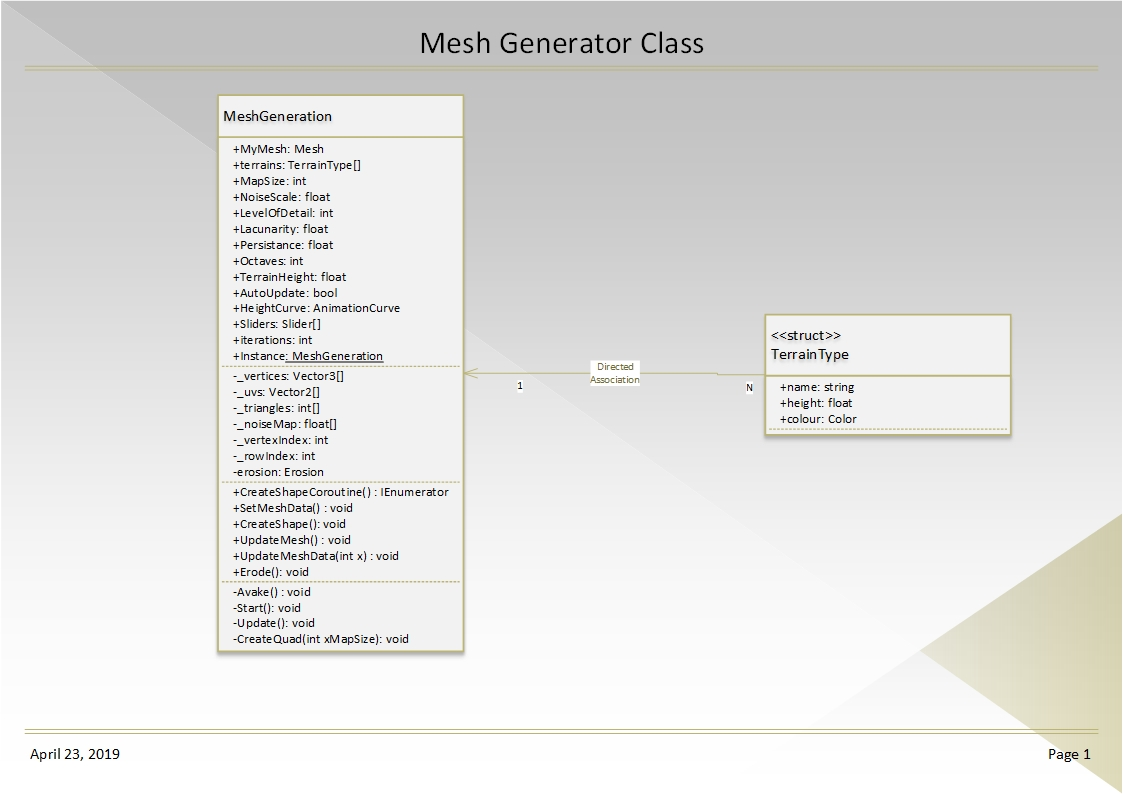 Mesh Generator Class
MeshGeneration
+MyMesh: Mesh
+terrains: TerrainType[]
+MapSize: int
+NoiseScale: float
+LevelOfDetail: int
+Lacunarity: float
+Persistance: float
+Octaves: int
+TerrainHeight: float
+AutoUpdate: bool
+HeightCurve: AnimationCurve
+Sliders: Slider[]
+iterations: int
+Instance: MeshGeneration
-_vertices: Vector3[]
-_uvs: Vector2[]
-_triangles: int[]
-_noiseMap: float[]
-_vertexIndex: int
-_rowIndex: int
-erosion: Erosion
+CreateShapeCoroutine() : IEnumerator
+SetMeshData() : void
+CreateShape(): void
+UpdateMesh() : void
+UpdateMeshData(int x) : void
+Erode(): void
-Avake() : void
-Start(): void
-Update(): void
-CreateQuad(int xMapSize): void
Directed
Association
1
N
<<struct>>
TerrainType
+name: string
+height: float
+colour: Color
April 23, 2019
Page 1